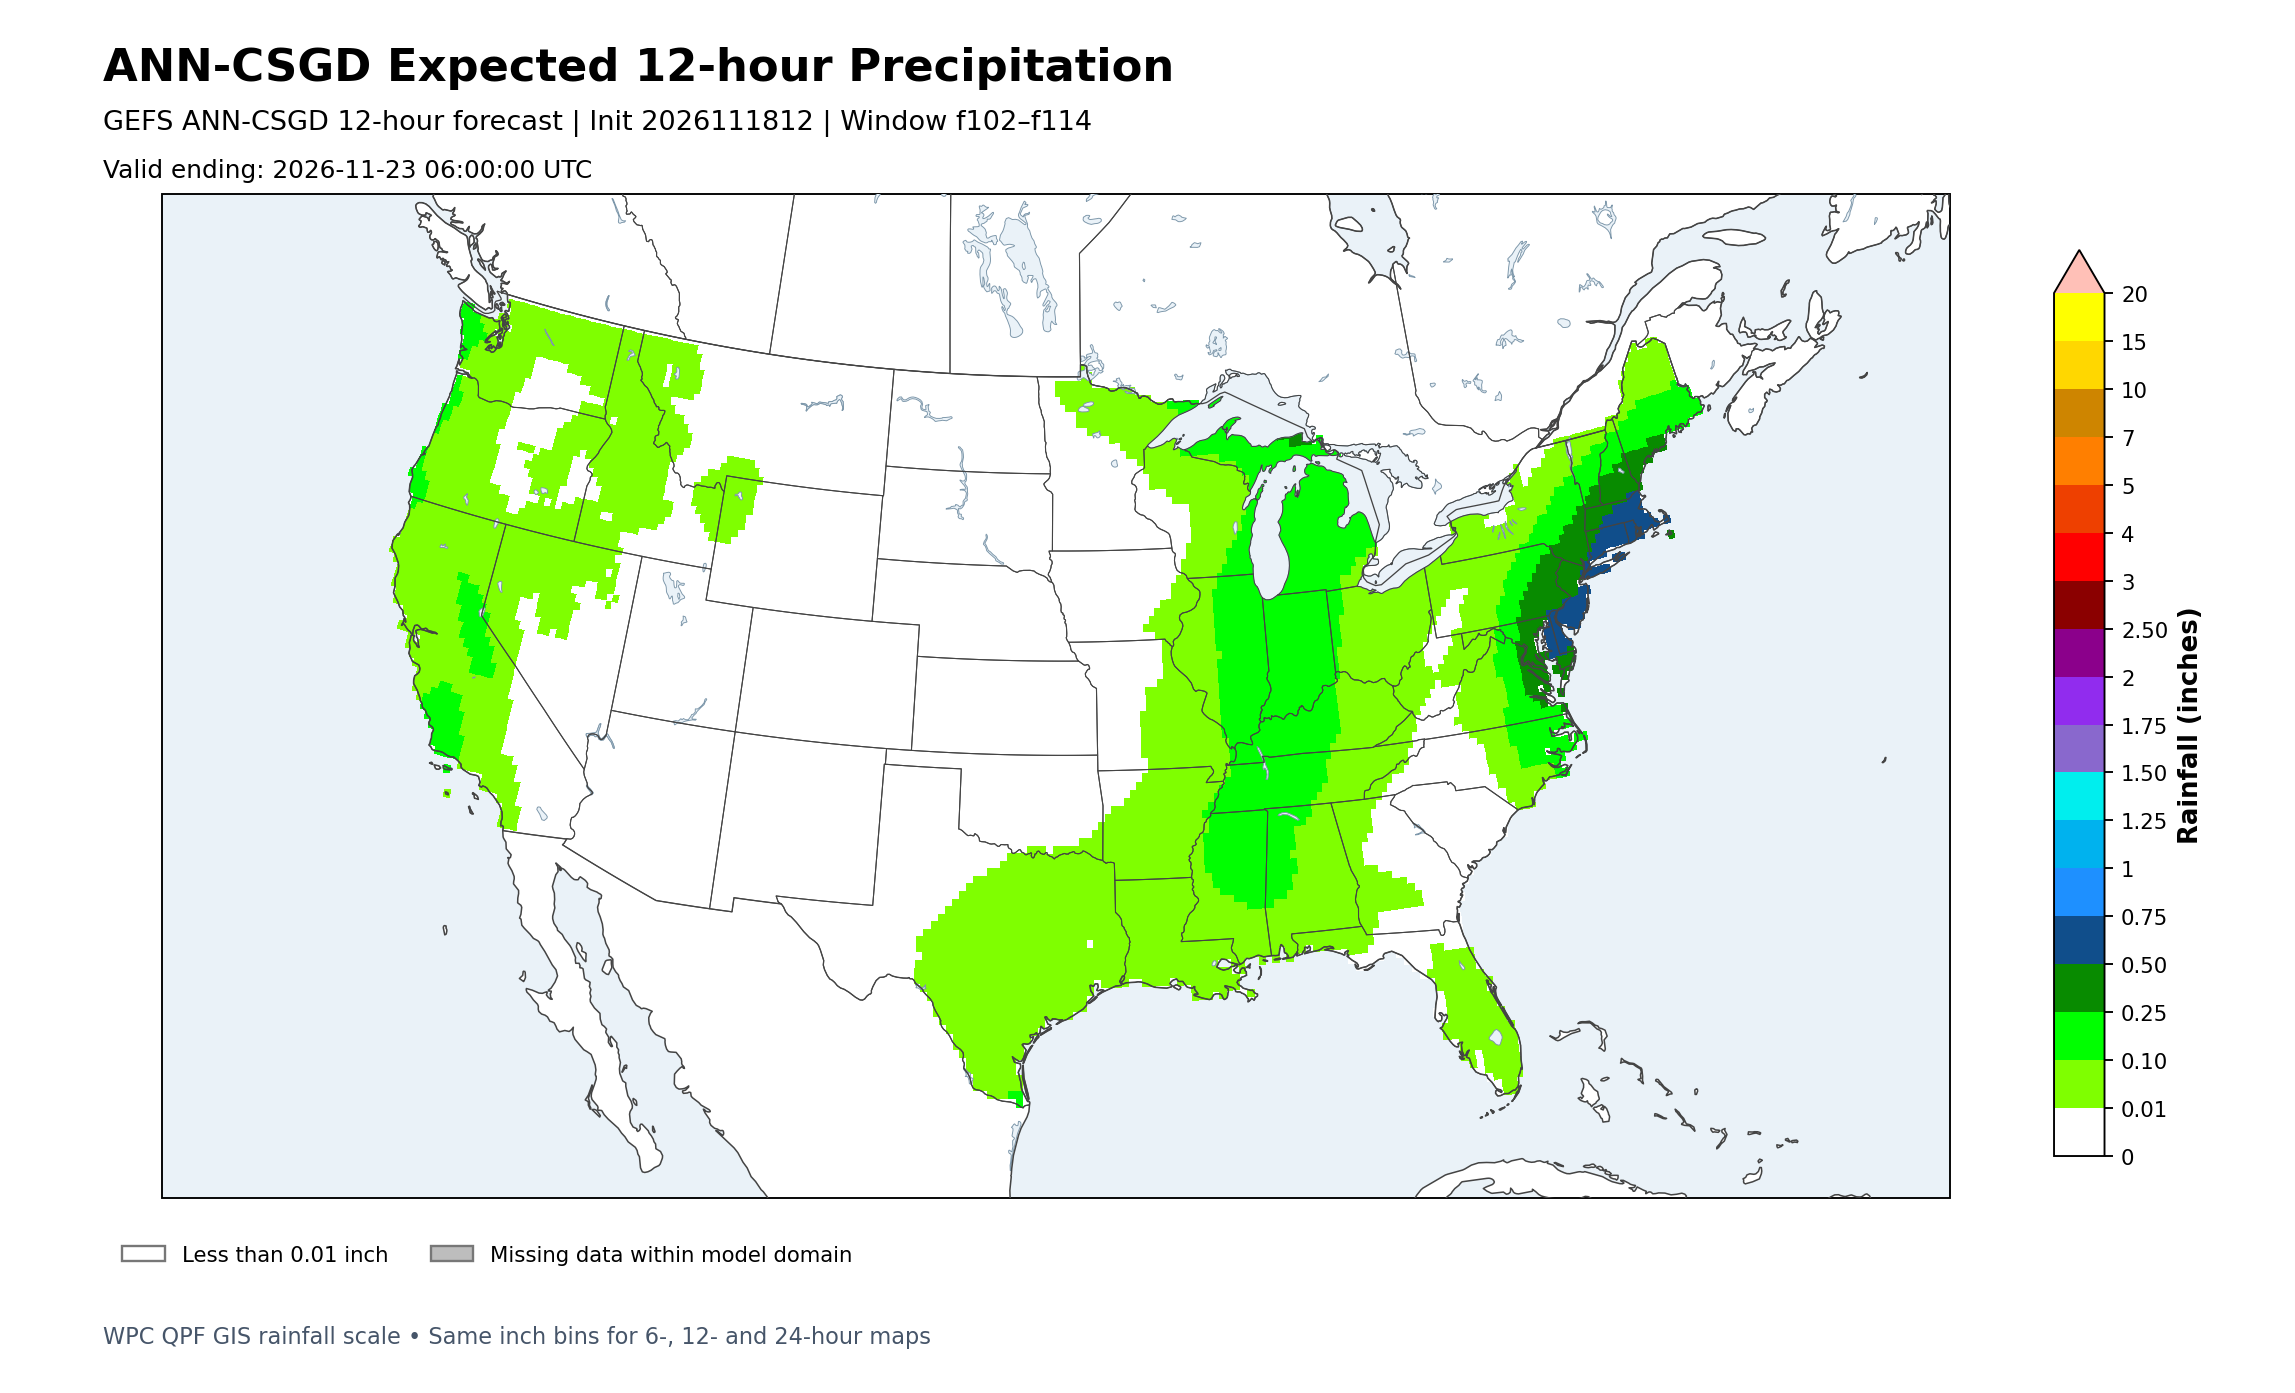 ANN-CSGD Expected 12-hour Precipitation
GEFS ANN-CSGD 12-hour forecast | Init 2026111812 | Window f102–f114
Valid ending: 2026-11-23 06:00:00 UTC
20
15
10
7
5
4
3
2.50
2
1.75
1.50
1.25
1
0.75
0.50
0.25
0.10
0.01
0
Rainfall (inches)
Less than 0.01 inch
Missing data within model domain
WPC QPF GIS rainfall scale • Same inch bins for 6-, 12- and 24-hour maps